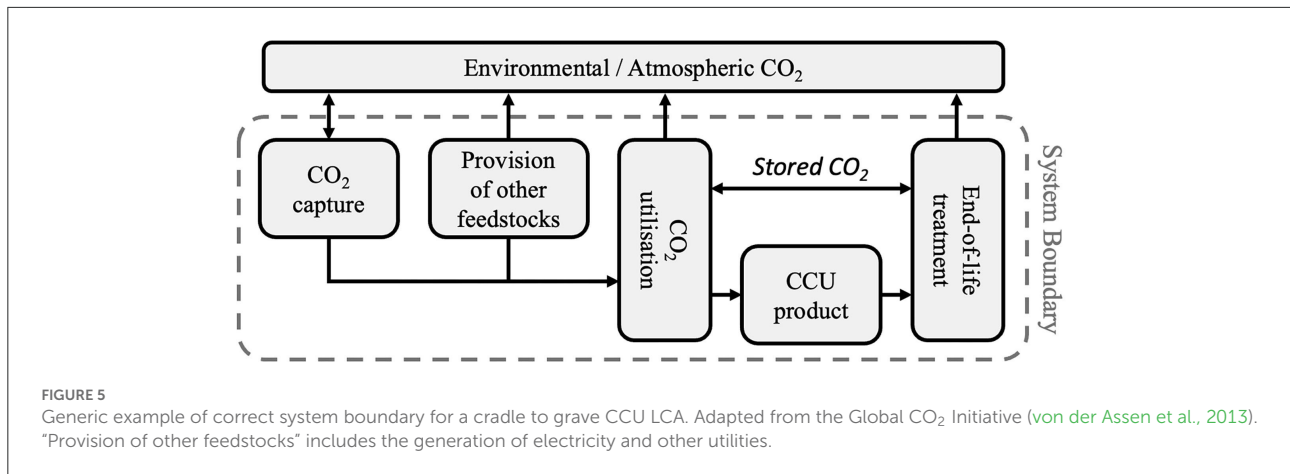 Environmental / Atmospheric CO₂
CO₂
capture
Provision
of other
feedstocks
CO₂
utilisation
Stored CO₂
CCU
product
End-of-life
treatment
System Boundary
FIGURE 5
Generic example of correct system boundary for a cradle to grave CCU LCA. Adapted from the Global CO₂ Initiative (von der Assen et al., 2013).
“Provision of other feedstocks” includes the generation of electricity and other utilities.